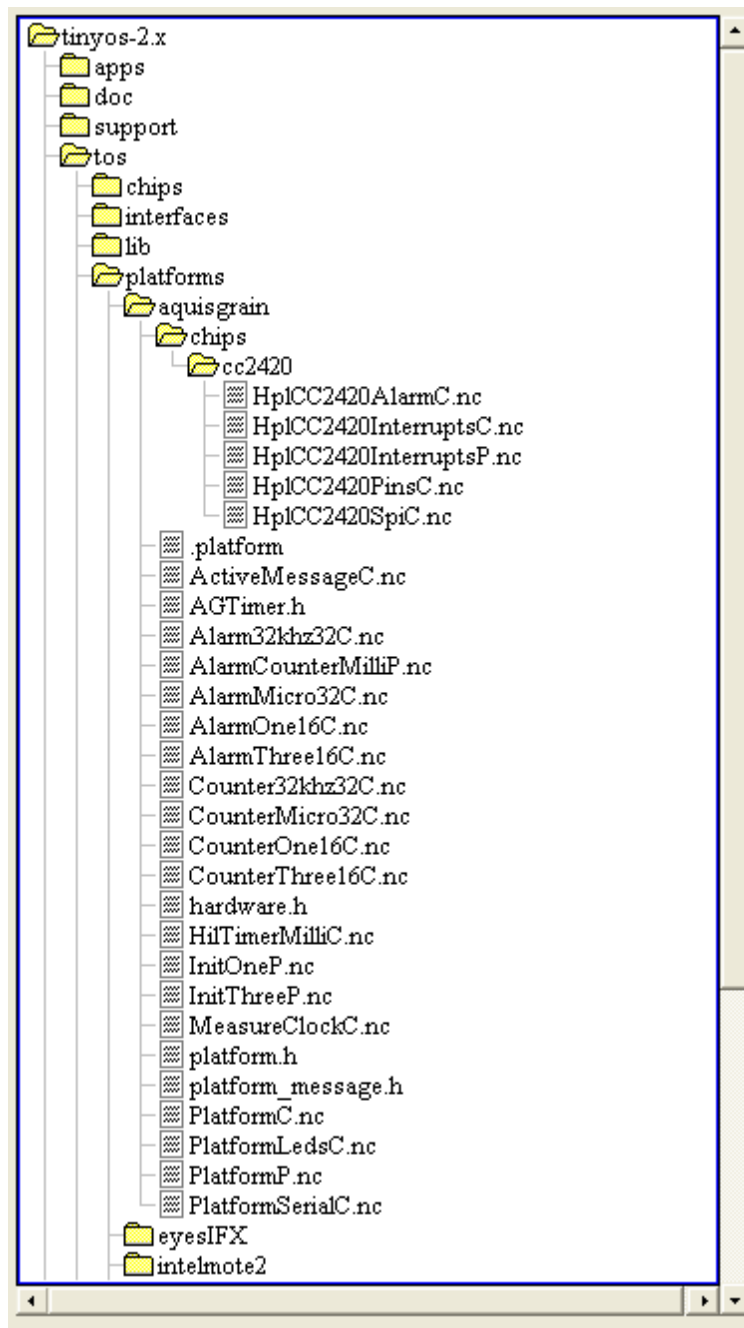 tinyos-2.x
apps
doc
support
tos
chips
interfaces
lib
platforms
aquisgrain
chips
cc2420
HplCC2420AlarmC.nc
HplCC2420InterruptsC.nc
HplCC2420InterruptsP.nc
HplCC2420PinsC.nc
HplCC2420SpiC.nc
.platform
ActiveMessageC.nc
AGTimer.h
Alarm32khz32C.nc
AlarmCounterMilliP.nc
AlarmMicro32C.nc
AlarmOne16C.nc
AlarmThree16C.nc
Counter32khz32C.nc
CounterMicro32C.nc
CounterOne16C.nc
CounterThree16C.nc
hardware.h
HilTimerMilliC.nc
InitOneP.nc
InitThreeP.nc
MeasureClockC.nc
platform.h
platform_message.h
PlatformC.nc
PlatformLedsC.nc
PlatformP.nc
PlatformSerialC.nc
eyesIFX
intelmote2